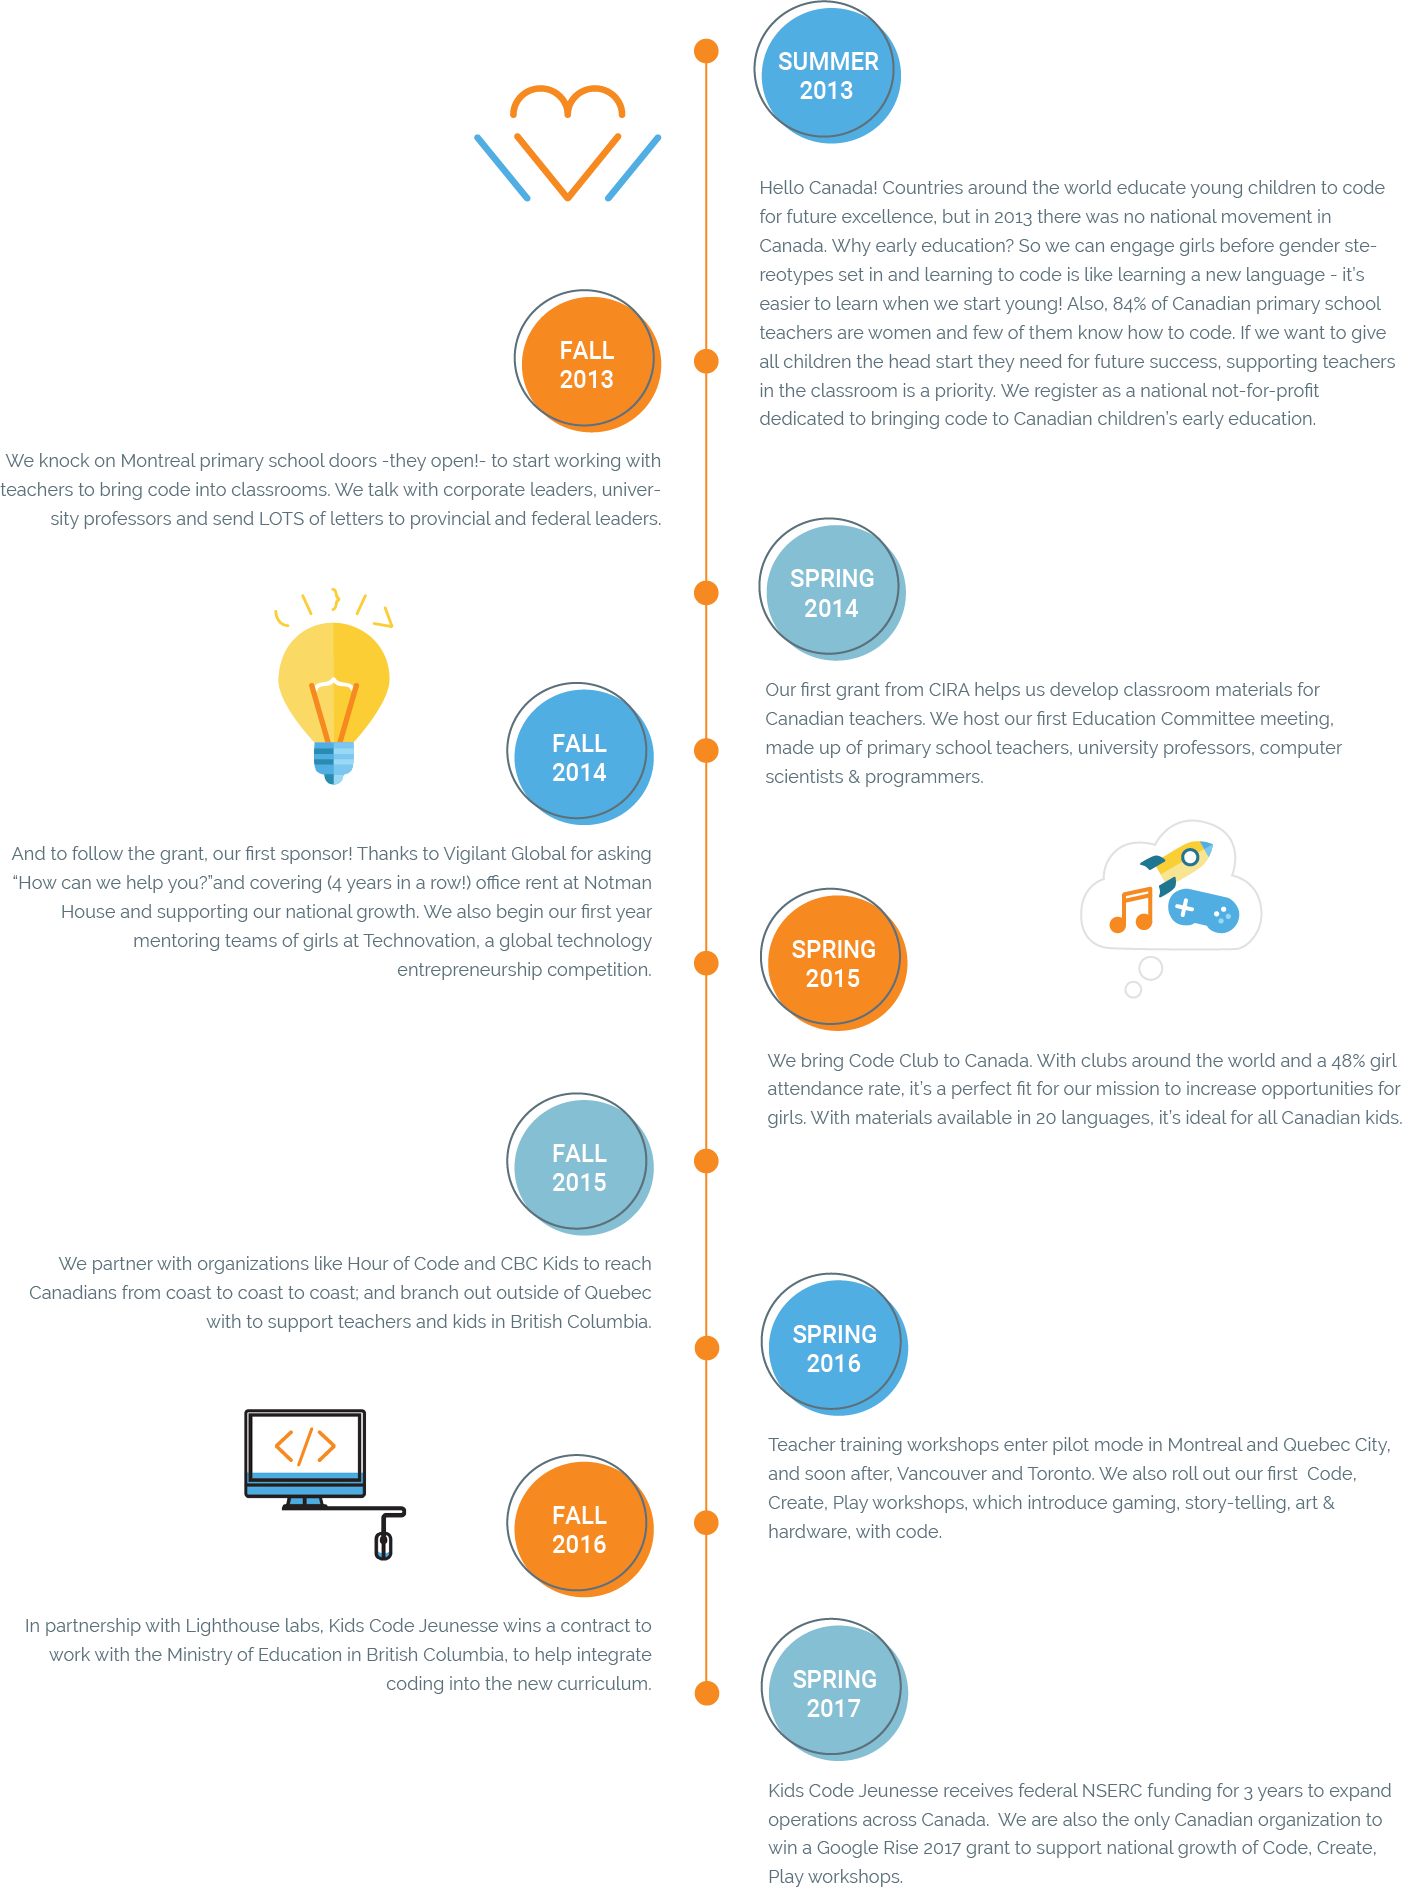 SUMMER
2013
Hello Canada! Countries around the world educate young children to code
for future excellence, but in 2013 there was no national movement in
Canada. Why early education? So we can engage girls before gender ste-
reotypes set in and learning to code is like learning a new language - it's
easier to learn when we start young! Also, 84% of Canadian primary school
teachers are women and few of them know how to code. If we want to give
all children the head start they need for future success, supporting teachers
in the classroom is a priority. We register as a national not-for-profit
dedicated to bringing code to Canadian children's early education.
FALL
2013
We knock on Montreal primary school doors -they open!- to start working with
teachers to bring code into classrooms. We talk with corporate leaders, univer-
sity professors and send LOTS of letters to provincial and federal leaders.
SPRING
2014
Our first grant from CIRA helps us develop classroom materials for
Canadian teachers. We host our first Education Committee meeting,
made up of primary school teachers, university professors, computer
scientists & programmers.
FALL
2014
And to follow the grant, our first sponsor! Thanks to Vigilant Global for asking
“How can we help you?”and covering (4 years in a row!) office rent at Notman
House and supporting our national growth. We also begin our first year
mentoring teams of girls at Technovation, a global technology
entrepreneurship competition.
SPRING
2015
We bring Code Club to Canada. With clubs around the world and a 48% girl
attendance rate, it's a perfect fit for our mission to increase opportunities for
girls. With materials available in 20 languages, it's ideal for all Canadian kids.
FALL
2015
We partner with organizations like Hour of Code and CBC Kids to reach
Canadians from coast to coast to coast; and branch out outside of Quebec
with to support teachers and kids in British Columbia.
SPRING
2016
Teacher training workshops enter pilot mode in Montreal and Quebec City,
and soon after, Vancouver and Toronto. We also roll out our first  Code,
Create, Play workshops, which introduce gaming, story-telling, art &
hardware, with code.
</>
FALL
2016
In partnership with Lighthouse labs, Kids Code Jeunesse wins a contract to
work with the Ministry of Education in British Columbia, to help integrate
coding into the new curriculum.
SPRING
2017
Kids Code Jeunesse receives federal NSERC funding for 3 years to expand
operations across Canada.  We are also the only Canadian organization to
win a Google Rise 2017 grant to support national growth of Code, Create,
Play workshops.